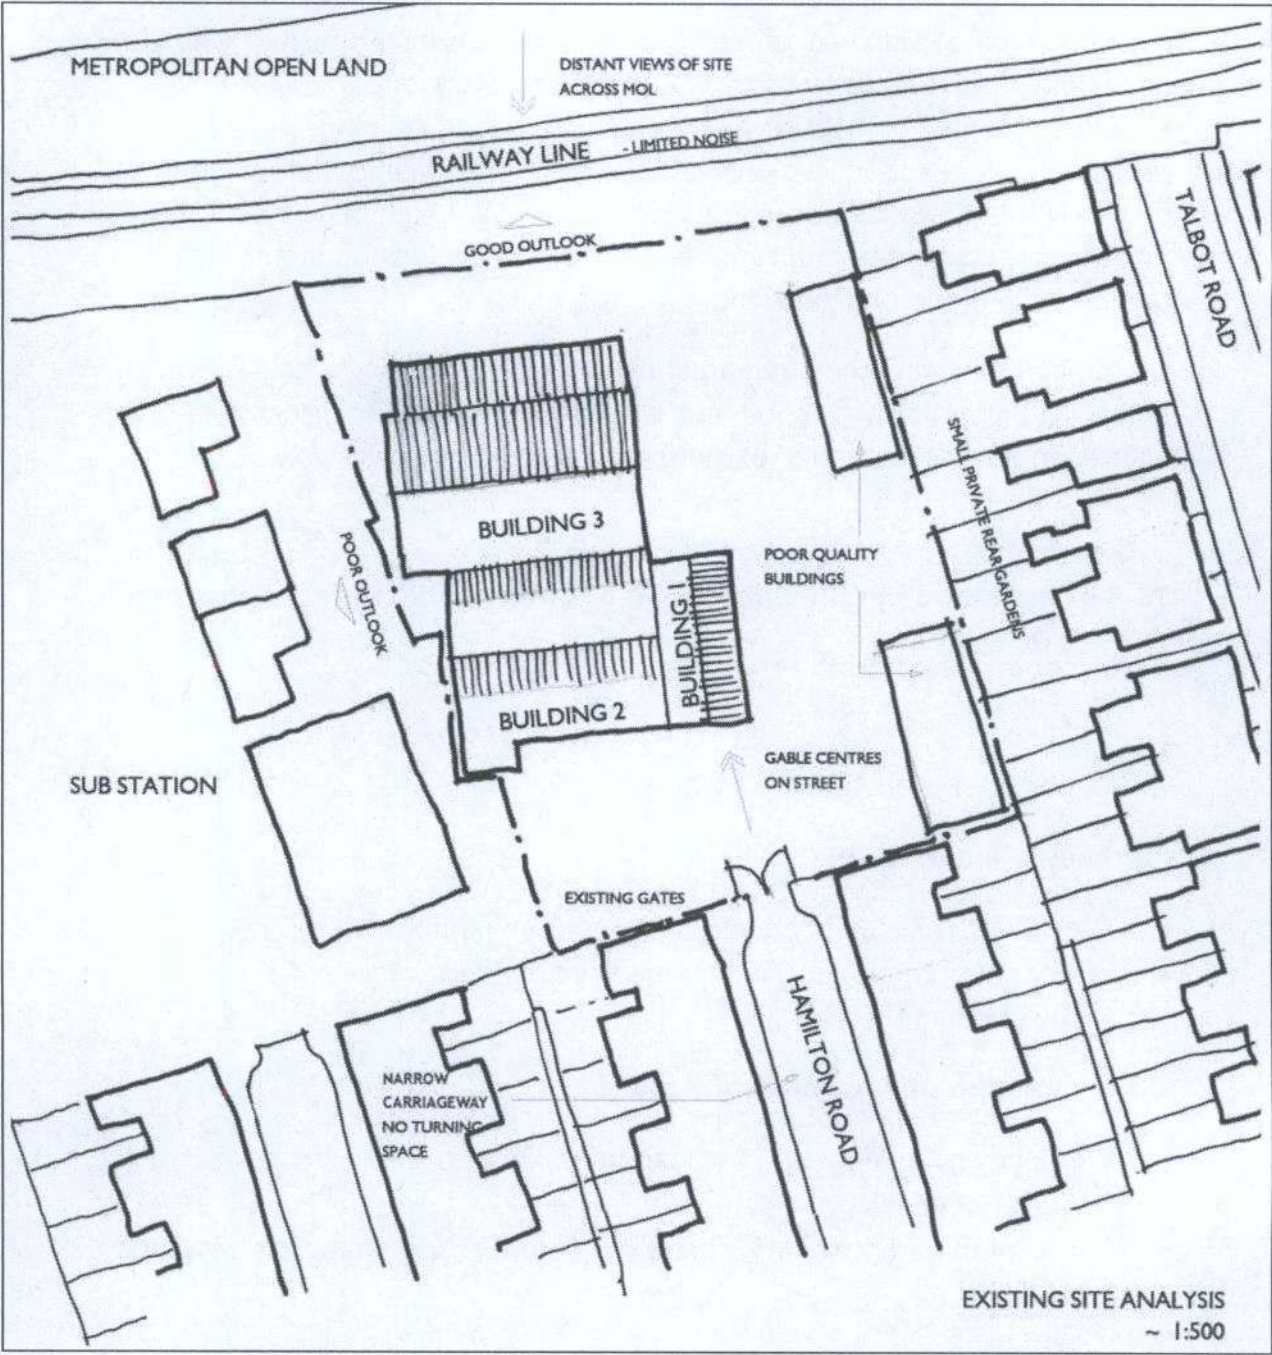 METROPOLITAN OPEN LAND
DISTANT VIEWS OF SITE
ACROSS MOL
RAILWAY LINE - LIMITED NOISE
GOOD OUTLOOK
TALBOT ROAD
SMALL PRIVATE REAR GARDENS
BUILDING 3
POOR OUTLOOK
POOR QUALITY
BUILDINGS
BUILDING 1
BUILDING 2
SUB STATION
GABLE CENTRES
ON STREET
EXISTING GATES
HAMILTON ROAD
NARROW
CARRIAGEWAY
NO TURNING
SPACE
EXISTING SITE ANALYSIS
~ 1:500